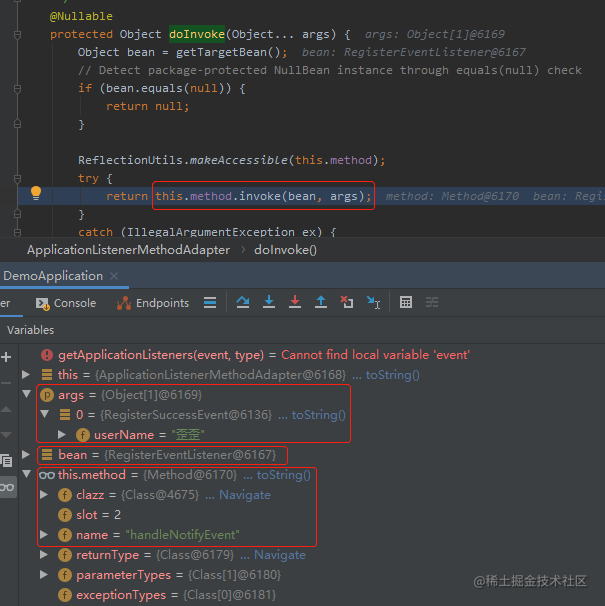 @Nullable
protected Object doInvoke(Object... args) { args: Object[1]@6169
Object bean = getTargetBean(); bean: RegisterEventListener@6167
// Detect package-protected NullBean instance through equals(null) check
if (bean.equals(null)) {
return null;
}
ReflectionUtils.makeAccessible(this.method);
try {
return this.method.invoke(bean, args); method: Method@6170 bean: Regis
}
catch (IllegalArgumentException ex) {
ApplicationListenerMethodAdapter › doInvoke()
DemoApplication ×
er Console Endpoints
Variables
getApplicationListeners(event, type) = Cannot find local variable 'event'
this = {ApplicationListenerMethodAdapter@6168} ... toString()
args = {Object[1]@6169}
0 = {RegisterSuccessEvent@6136} ... toString()
userName = "歪歪"
bean = {RegisterEventListener@6167}
this.method = {Method@6170} ... toString()
clazz = {Class@4675} ... Navigate
slot = 2
name = "handleNotifyEvent"
returnType = {Class@6179} ... Navigate
parameterTypes = {Class[1]@6180}
exceptionTypes = {Class[0]@6181}
@稀土掘金技术社区